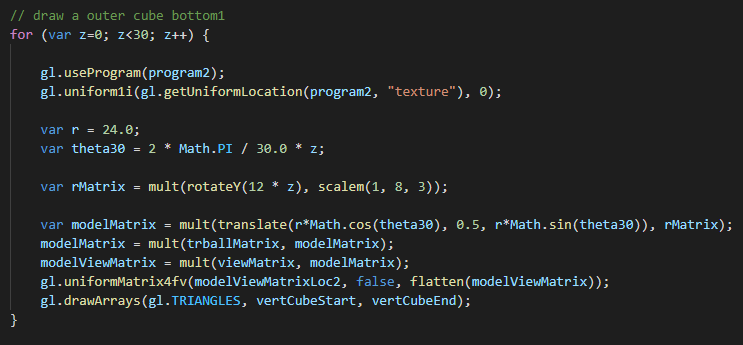 // draw a outer cube bottom1
for (var z=0; z<30; z++) {
gl.useProgram(program2);
gl.uniform1i(gl.getUniformLocation(program2, "texture"), 0);
var r = 24.0;
var theta30 = 2 * Math.PI / 30.0 * z;
var rMatrix = mult(rotateY(12 * z), scalem(1, 8, 3));
var modelMatrix = mult(translate(r*Math.cos(theta30), 0.5, r*Math.sin(theta30)), rMatrix);
modelMatrix = mult(trballMatrix, modelMatrix);
modelViewMatrix = mult(viewMatrix, modelMatrix);
gl.uniformMatrix4fv(modelViewMatrixLoc2, false, flatten(modelViewMatrix));
gl.drawArrays(gl.TRIANGLES, vertCubeStart, vertCubeEnd);
}